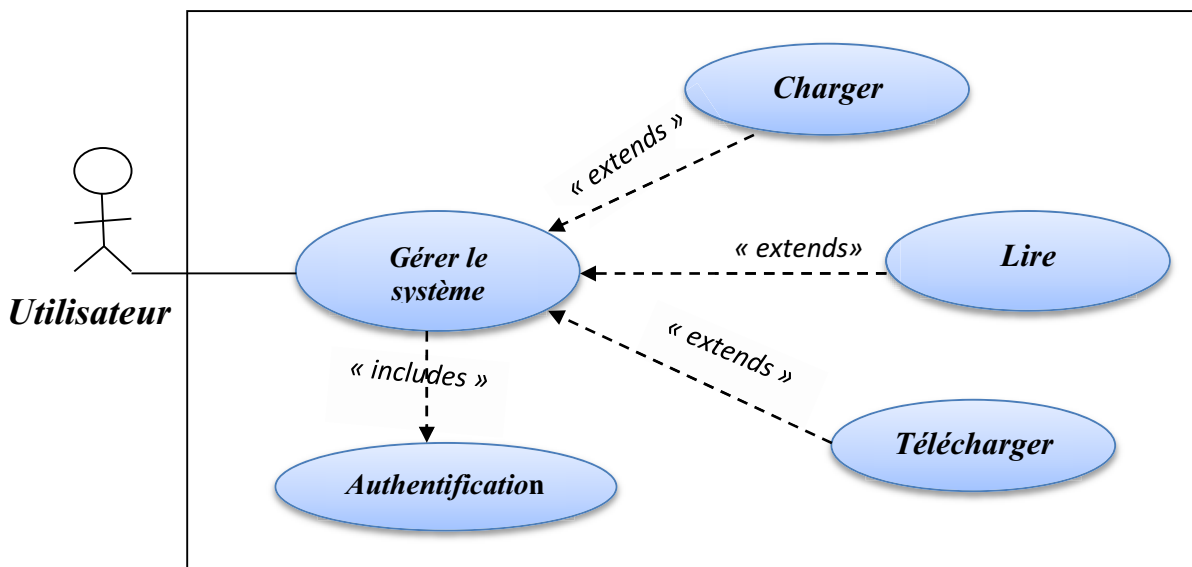 Charger
« extends »
Gérer le
système
« extends»
Lire
Utilisateur
« extends »
« includes »
Télécharger
Authentification